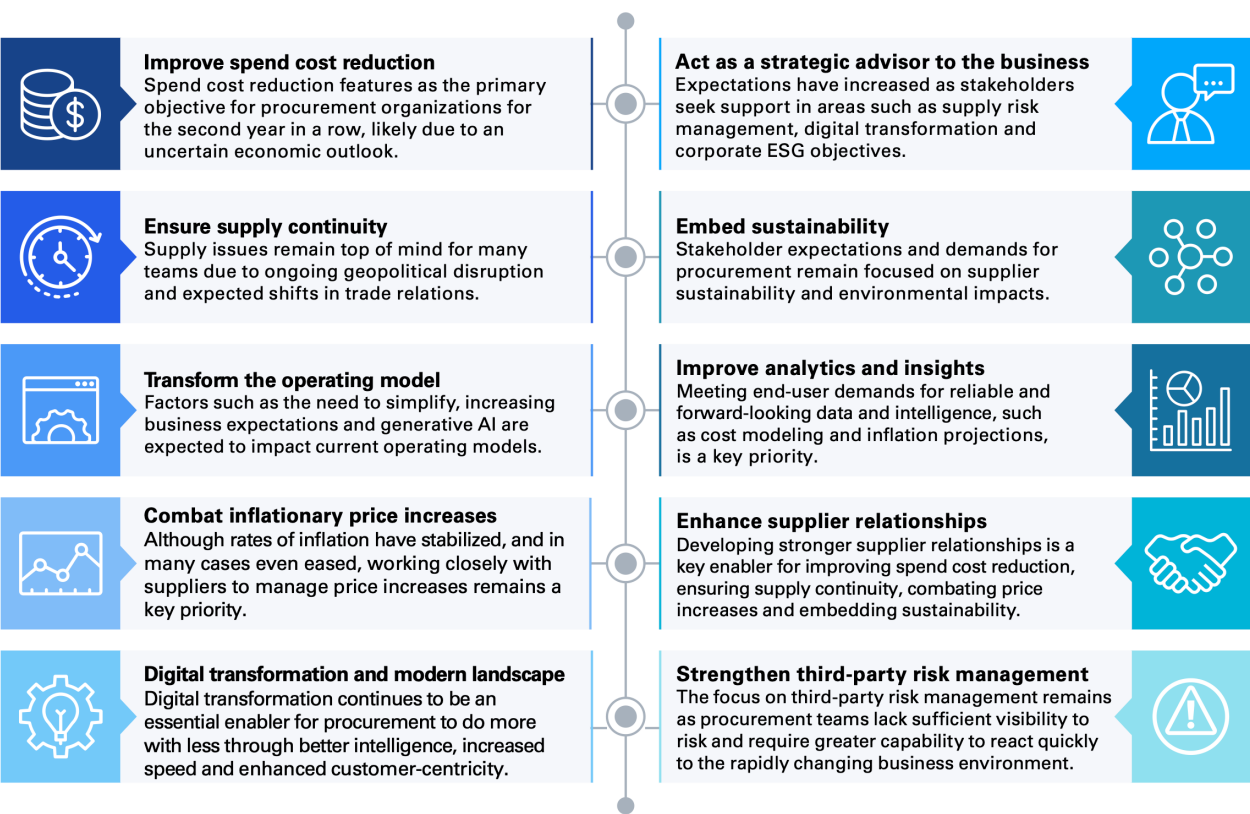 Improve spend cost reduction
Spend cost reduction features as the primary
objective for procurement organizations for
the second year in a row, likely due to an
uncertain economic outlook.
Ensure supply continuity
Supply issues remain top of mind for many
teams due to ongoing geopolitical disruption
and expected shifts in trade relations.
Transform the operating model
Factors such as the need to simplify, increasing
business expectations and generative AI are
expected to impact current operating models.
Combat inflationary price increases
Although rates of inflation have stabilized, and in
many cases even eased, working closely with
suppliers to manage price increases remains a
key priority.
Digital transformation and modern landscape
Digital transformation continues to be an
essential enabler for procurement to do more
with less through better intelligence, increased
speed and enhanced customer-centricity.
Act as a strategic advisor to the business
Expectations have increased as stakeholders
seek support in areas such as supply risk
management, digital transformation and
corporate ESG objectives.
Embed sustainability
Stakeholder expectations and demands for
procurement remain focused on supplier
sustainability and environmental impacts.
Improve analytics and insights
Meeting end-user demands for reliable and
forward-looking data and intelligence, such
as cost modeling and inflation projections,
is a key priority.
Enhance supplier relationships
Developing stronger supplier relationships is a
key enabler for improving spend cost reduction,
ensuring supply continuity, combating price
increases and embedding sustainability.
Strengthen third-party risk management
The focus on third-party risk management remains
as procurement teams lack sufficient visibility to
risk and require greater capability to react quickly
to the rapidly changing business environment.